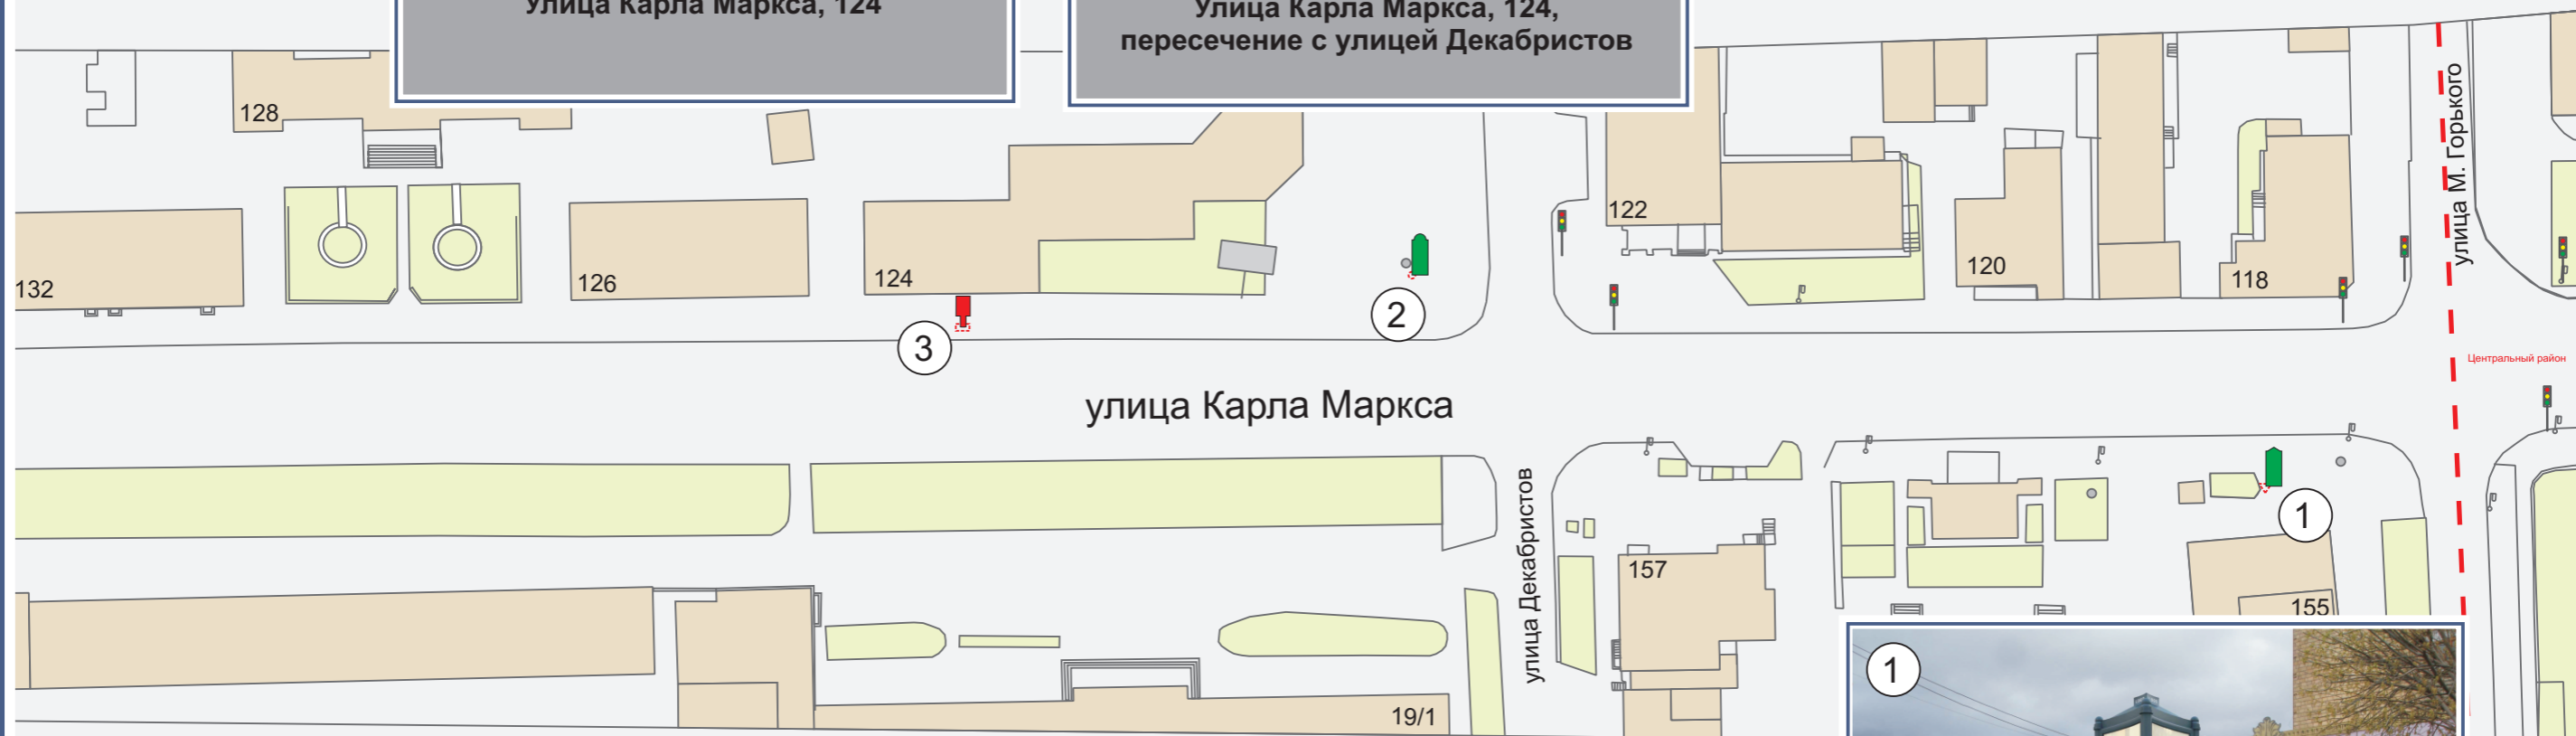 Улица Карла Маркса, 124
Улица Карла Маркса, 124,
пересечение с улицей Декабристов
128
132
126
124
122
120
118
улица М. Горького
3
2
Центральный район
улица Карла Маркса
улица Декабристов
157
1
155
19/1
1